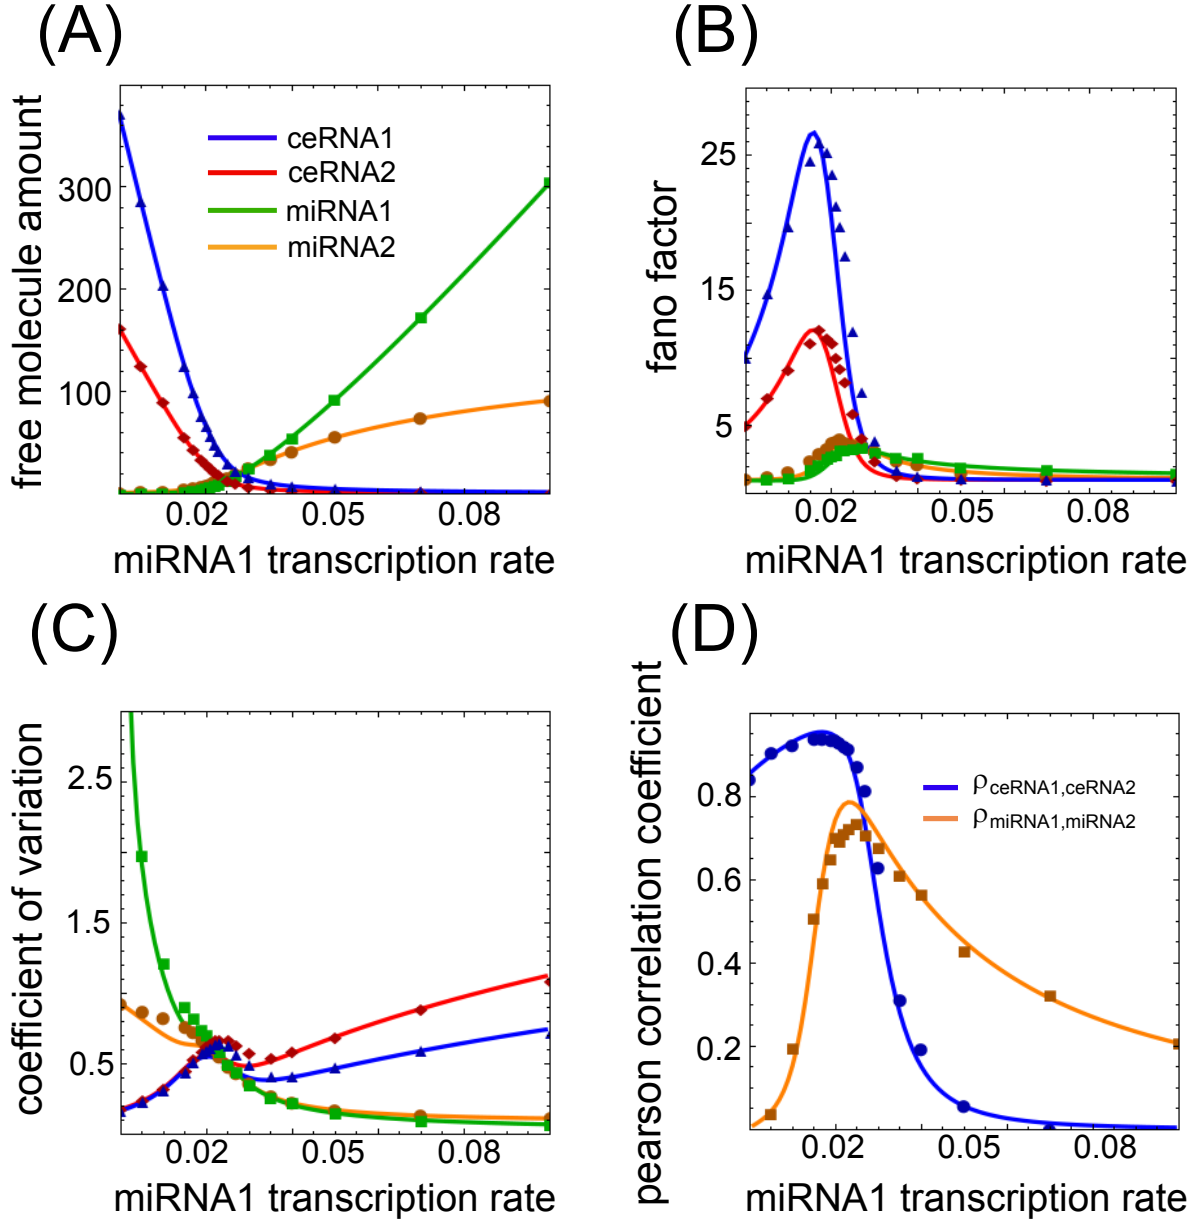 (A)
free molecule amount
300
200
100
ceRNA1
ceRNA2
miRNA1
miRNA2
0.02 0.05 0.08
miRNA1 transcription rate
(B)
fano factor
25
15
5
0.02 0.05 0.08
miRNA1 transcription rate
(C)
coefficient of variation
2.5
1.5
0.5
0.02 0.05 0.08
miRNA1 transcription rate
(D)
pearson correlation coefficient
0.8
0.6
0.4
0.2
ρceRNA1,ceRNA2
ρmiRNA1,miRNA2
0.02 0.05 0.08
miRNA1 transcription rate